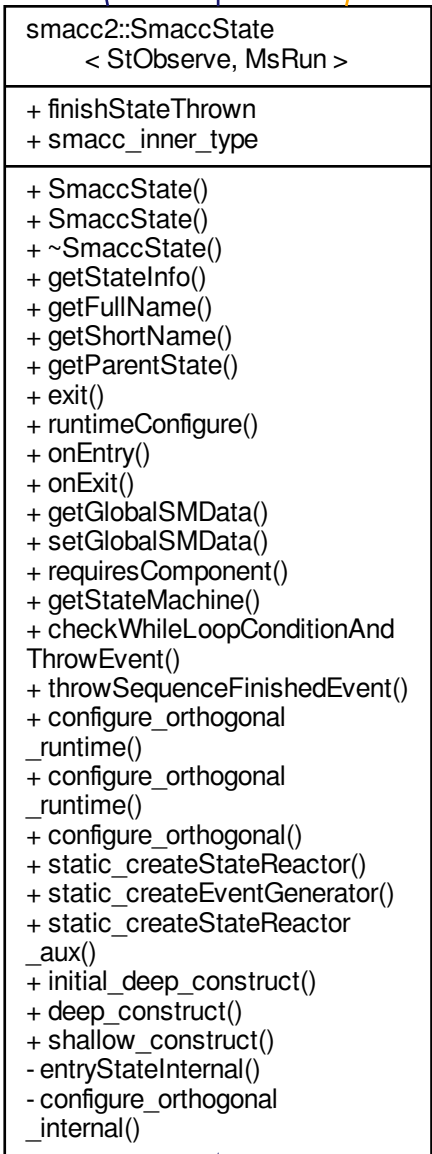 smacc2::SmaccState
< StObserve, MsRun >
+ finishStateThrown
+ smacc_inner_type
+ SmaccState()
+ SmaccState()
+ ~SmaccState()
+ getStateInfo()
+ getFullName()
+ getShortName()
+ getParentState()
+ exit()
+ runtimeConfigure()
+ onEntry()
+ onExit()
+ getGlobalSMData()
+ setGlobalSMData()
+ requiresComponent()
+ getStateMachine()
+ checkWhileLoopConditionAnd
ThrowEvent()
+ throwSequenceFinishedEvent()
+ configure_orthogonal
_runtime()
+ configure_orthogonal
_runtime()
+ configure_orthogonal()
+ static_createStateReactor()
+ static_createEventGenerator()
+ static_createStateReactor
_aux()
+ initial_deep_construct()
+ deep_construct()
+ shallow_construct()
- entryStateInternal()
- configure_orthogonal
_internal()